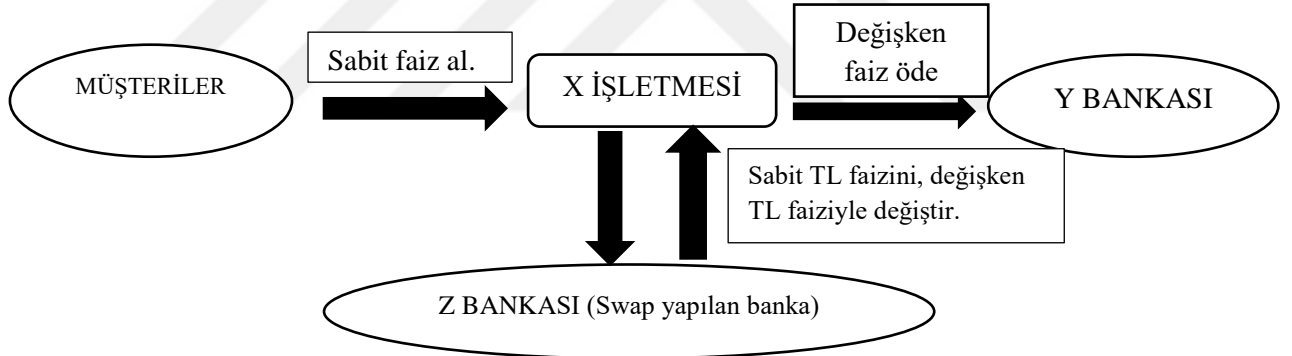 MÜŞTERİLER
Sabit faiz al.
X İŞLETMESİ
Değişken
faiz öde
Y BANKASI
Sabit TL faizini, değişken
TL faiziyle değiştir.
Z BANKASI (Swap yapılan banka)